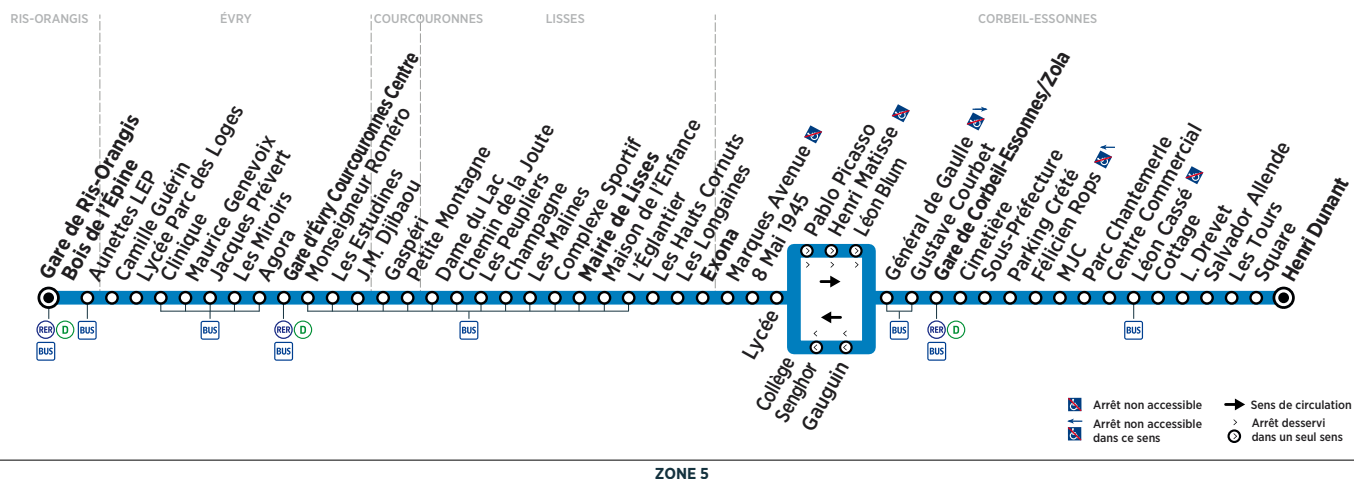 RIS-ORANGIS
ÉVRY
COURCOURONNES
LISSES
CORBEIL-ESSONNES
Gare de Ris-Orangis
Bois de l'Épine
Aunettes LEP
Camille Guérin
Lycée Parc des Loges
Clinique
Maurice Genevoix
Jacques Prévert
Les Miroirs
Agora
Gare d'Évry Courcouronnes Centre
Monseigneur Roméro
Les Estudines
J.M. Djibaou
Gaspéri
Petite Montagne
Dame du Lac
Chemin de la Joute
Les Peupliers
Champagne
Les Malines
Complexe Sportif
Mairie de Lisses
Maison de l'Enfance
L'Églantier
Les Hauts Cornuts
Les Longaines
Exona
Marques Avenue
8 Mai 1945
Lycée
Pablo Picasso
Henri Matisse
Léon Blum
Collège
Senghor
Gauguin
Général de Gaulle
Gustave Courbet
Gare de Corbeil-Essonnes/Zola
Cimetière
Sous-Préfecture
Parking Crété
Félicien Rops
MJC
Parc Chantemerle
Centre Commercial
Léon Cassé
Cottage
L. Drevet
Salvador Allende
Les Tours
Square
Henri Dunant
RER D
BUS
BUS
BUS
RER D
BUS
BUS
BUS
RER D
BUS
BUS
Arrêt non accessible
Arrêt non accessible
dans ce sens
Sens de circulation
Arrêt desservi
dans un seul sens
ZONE 5